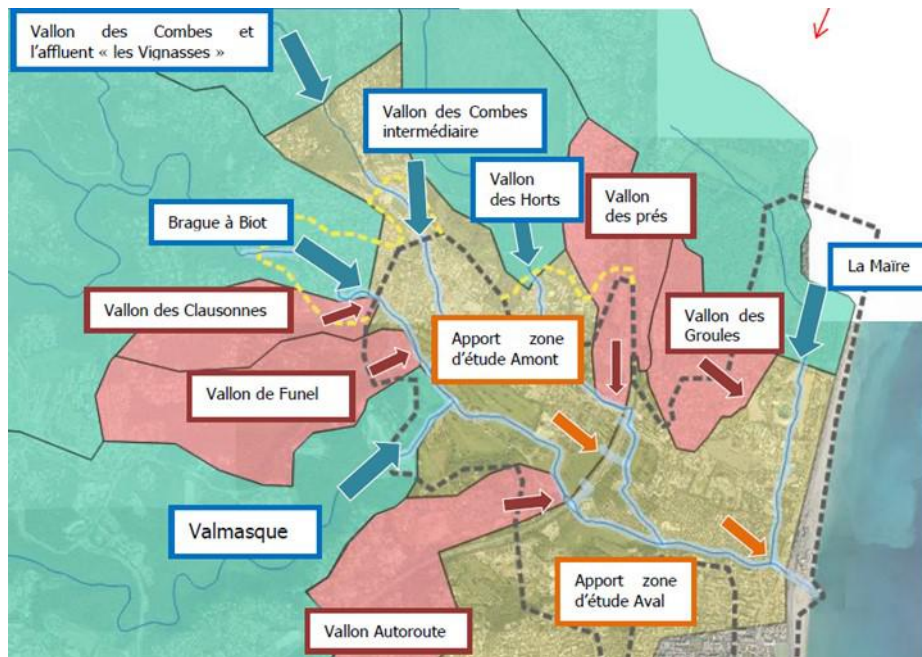 Vallon des Combes et
l'affluent « les Vignasses »
Vallon des Combes
intermédiaire
Vallon
des Horts
Vallon
des prés
Brague à Biot
La Maïre
Vallon des Clausonnes
Apport zone
d'étude Amont
Vallon des
Groules
Vallon de Funel
Valmasque
Apport zone
d'étude Aval
Vallon Autoroute